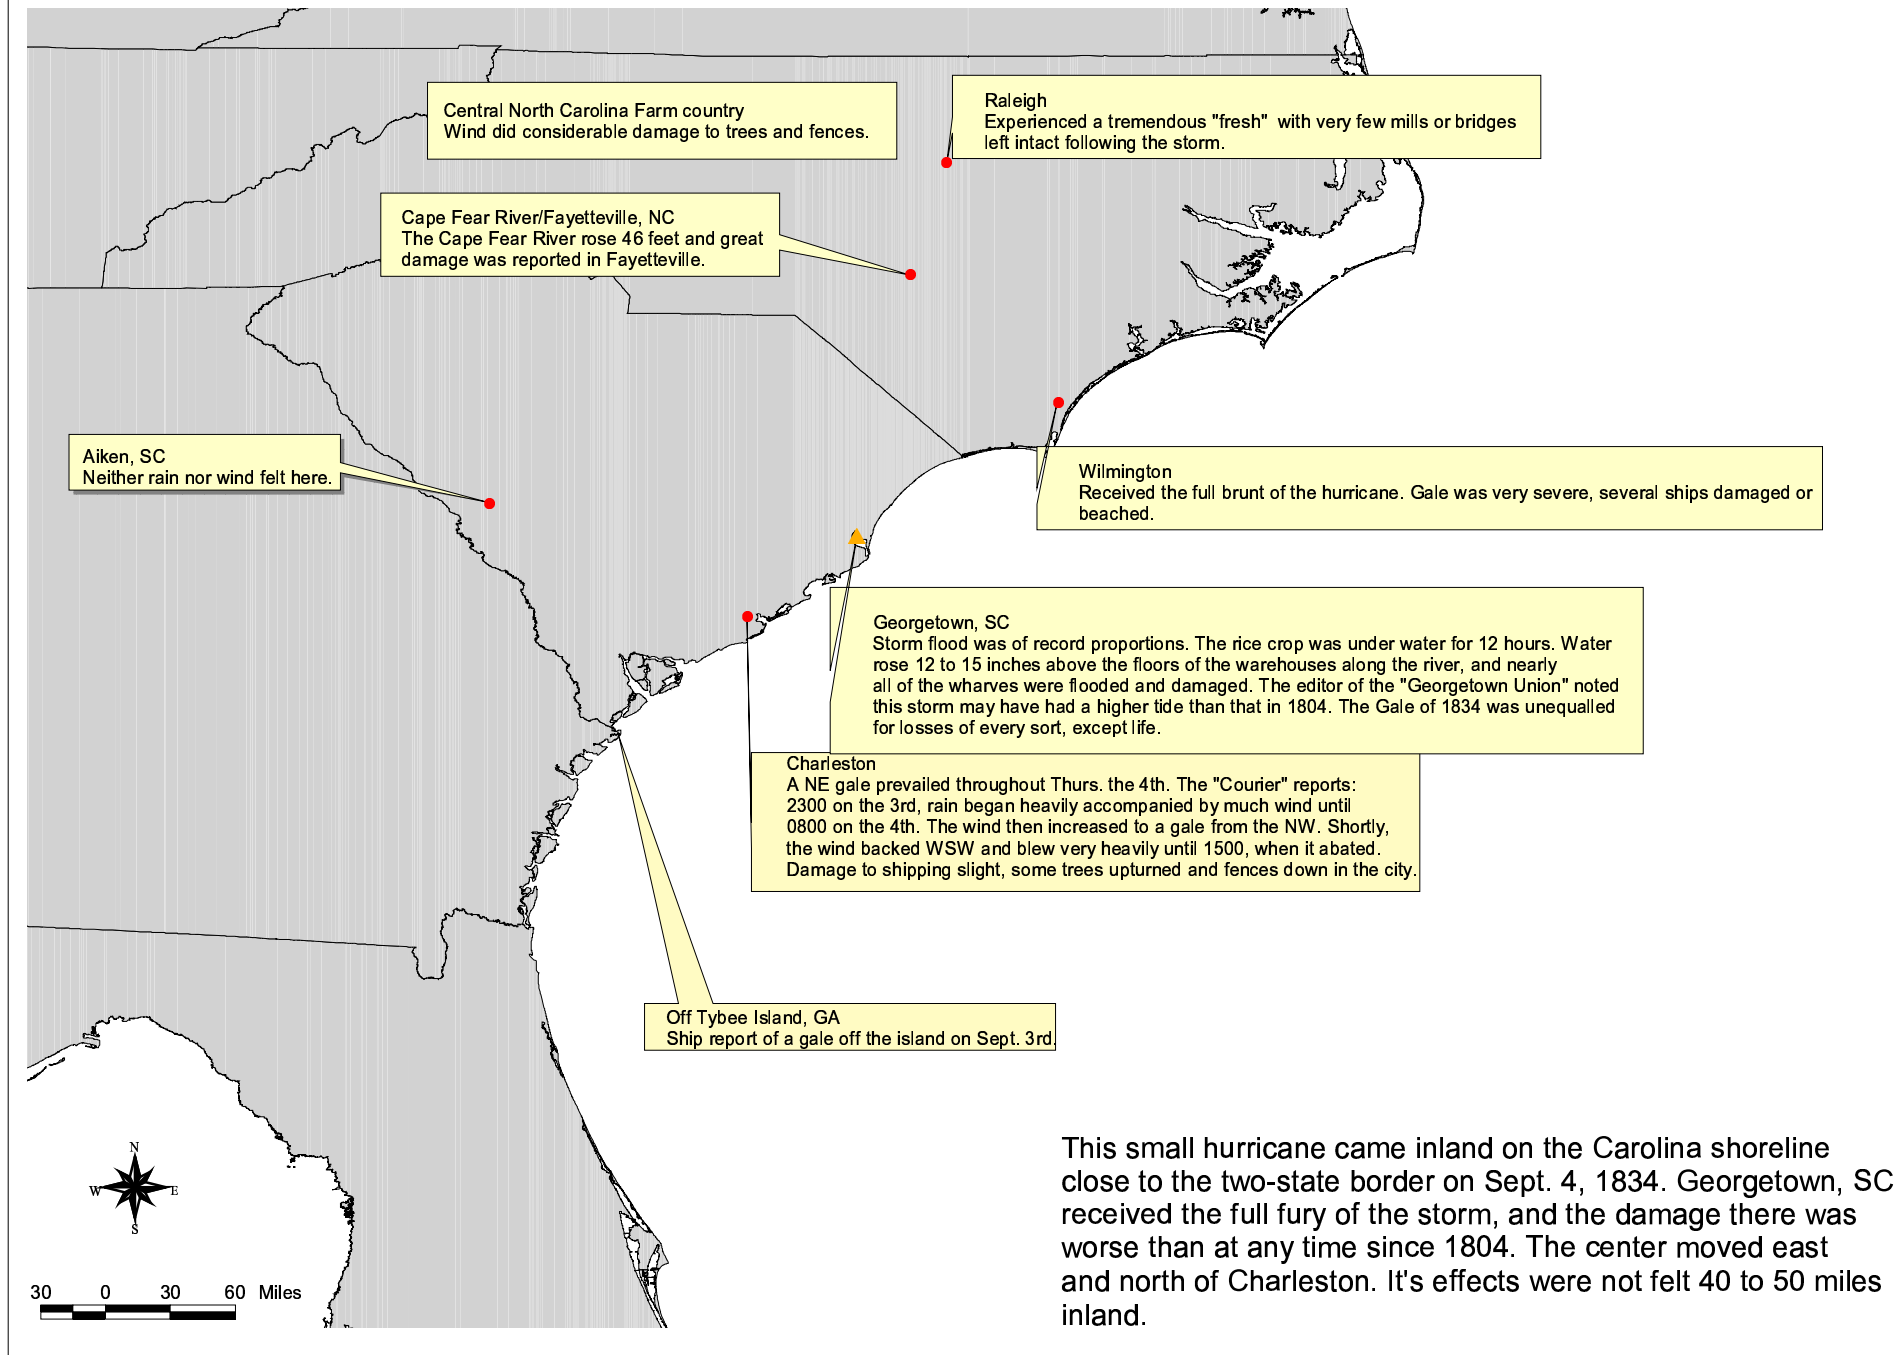 Central North Carolina Farm country
Wind did considerable damage to trees and fences.
Raleigh
Experienced a tremendous "fresh"  with very few mills or bridges
left intact following the storm.
Cape Fear River/Fayetteville, NC
The Cape Fear River rose 46 feet and great
damage was reported in Fayetteville.
Aiken, SC
Neither rain nor wind felt here.
Wilmington
Received the full brunt of the hurricane. Gale was very severe, several ships damaged or
beached.
Georgetown, SC
Storm flood was of record proportions. The rice crop was under water for 12 hours. Water
rose 12 to 15 inches above the floors of the warehouses along the river, and nearly
all of the wharves were flooded and damaged. The editor of the "Georgetown Union" noted
this storm may have had a higher tide than that in 1804. The Gale of 1834 was unequalled
for losses of every sort, except life.
Charleston
A NE gale prevailed throughout Thurs. the 4th. The "Courier" reports:
2300 on the 3rd, rain began heavily accompanied by much wind until
0800 on the 4th. The wind then increased to a gale from the NW. Shortly,
the wind backed WSW and blew very heavily until 1500, when it abated.
Damage to shipping slight, some trees upturned and fences down in the city.
Off Tybee Island, GA
Ship report of a gale off the island on Sept. 3rd.
N
W E
S
30 0 30 60 Miles
This small hurricane came inland on the Carolina shoreline
close to the two-state border on Sept. 4, 1834. Georgetown, SC
received the full fury of the storm, and the damage there was
worse than at any time since 1804. The center moved east
and north of Charleston. It's effects were not felt 40 to 50 miles
inland.